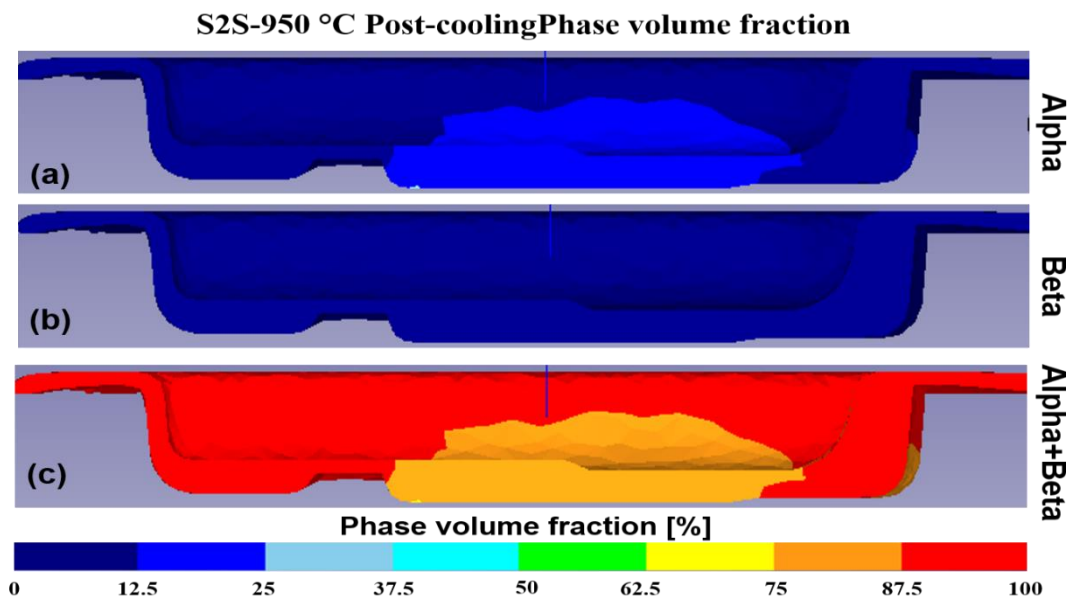 S2S-950 °C Post-coolingPhase volume fraction
(a)
Alpha
(b)
Beta
(c)
Alpha+Beta
Phase volume fraction [%]
0 12.5 25 37.5 50 62.5 75 87.5 100